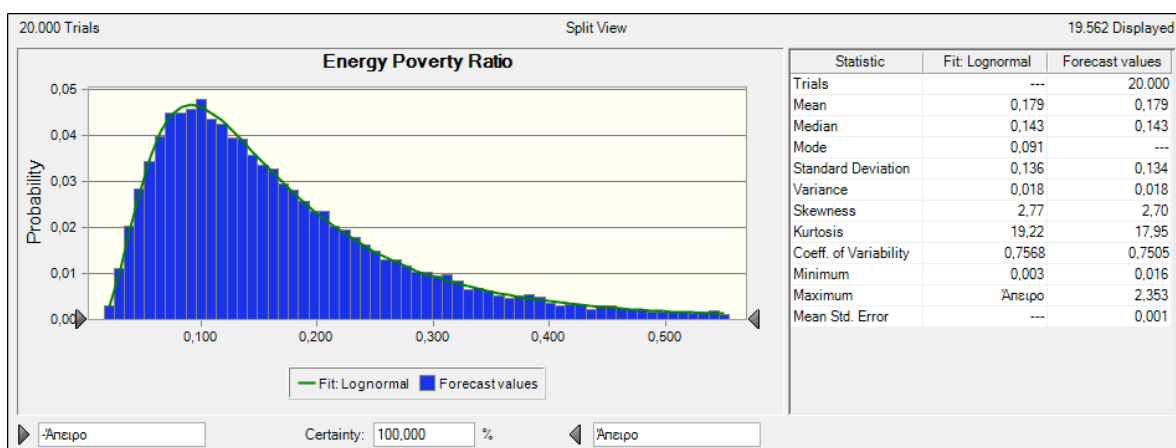 20.000 Trials Split View 19.562 Displayed
Energy Poverty Ratio
Probability
0,05
0,04
0,03
0,02
0,01
0,00
0,100 0,200 0,300 0,400 0,500
Fit: Lognormal Forecast values
Statistic Fit: Lognormal Forecast values
Trials --- 20.000
Mean 0,179 0,179
Median 0,143 0,143
Mode 0,091 ---
Standard Deviation 0,136 0,134
Variance 0,018 0,018
Skewness 2,77 2,70
Kurtosis 19,22 17,95
Coeff. of Variability 0,7568 0,7505
Minimum 0,003 0,016
Maximum Άπειρο 2,353
Mean Std. Error --- 0,001
-Άπειρο Certainty: 100,000 % Άπειρο